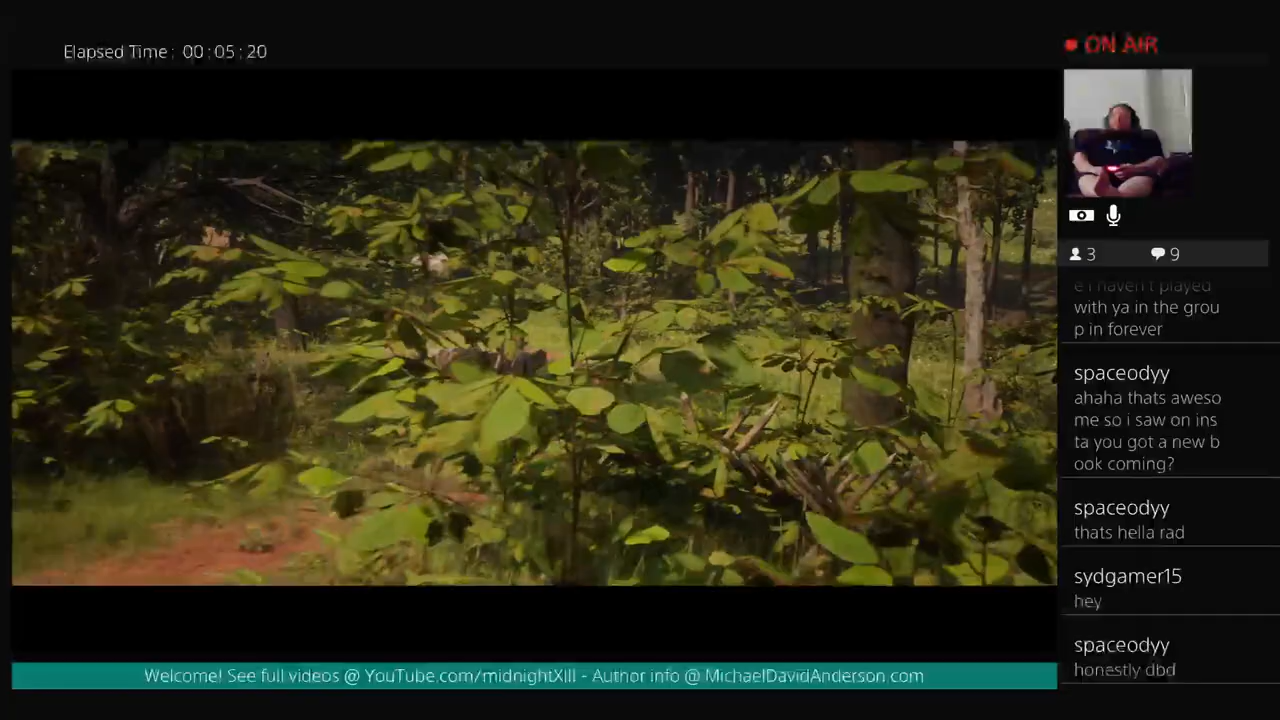 Elapsed Time: 00:05:20
ON AIR
3
9
e i haven't played
with ya in the grou
p in forever
spaceodyy
ahaha thats aweso
me so i saw on ins
ta you got a new b
ook coming?
spaceodyy
thats hella rad
sydgamer15
hey
spaceodyy
honestly dbd
Welcome! See full videos @ YouTube.com/midnightXIII - Author info @ MichaelDavidAnderson.com